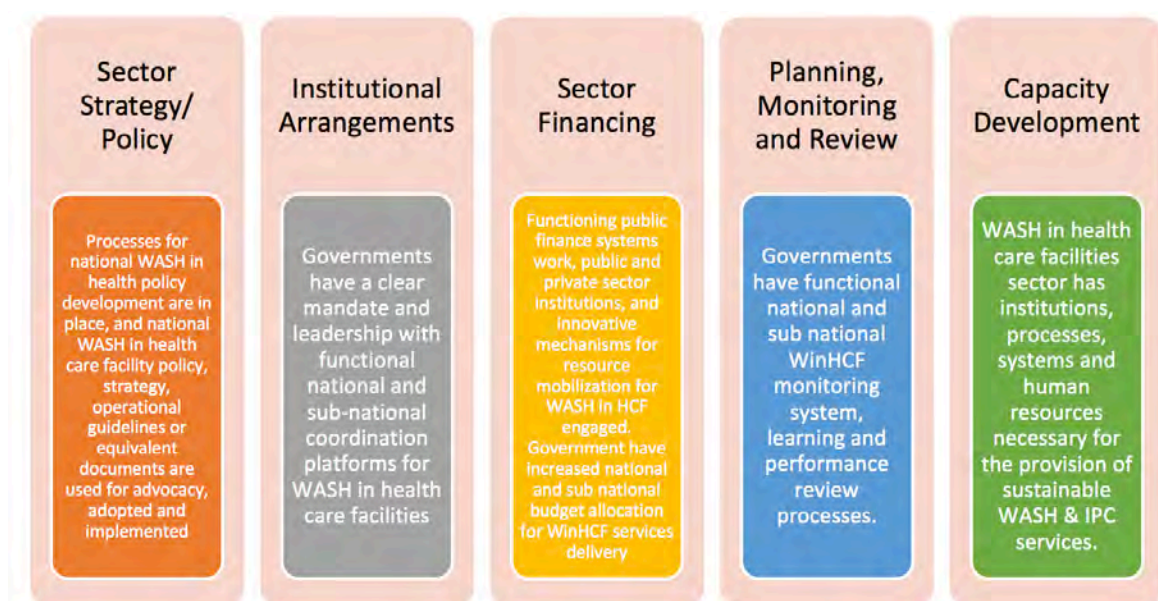 Sector
Strategy/
Policy
Processes for
national WASH in
health policy
development are in
place, and national
WASH in health
care facility policy,
strategy,
operational
guidelines or
equivalent
documents are
used for advocacy,
adopted and
implemented
Institutional
Arrangements
Governments
have a clear
mandate and
leadership with
functional
national and
sub-national
coordination
platforms for
WASH in health
care facilities
Sector
Financing
Functioning public
finance systems
work, public and
private sector
institutions, and
innovative
mechanisms for
resource
mobilization for
WASH in HCF
engaged.
Government have
increased national
and sub national
budget allocation
for WinHCF services
delivery
Planning,
Monitoring
and Review
Governments
have functional
national and
sub national
WinHCF
monitoring
system,
learning and
performance
review
processes.
Capacity
Development
WASH in health
care facilities
sector has
institutions,
processes,
systems and
human
resources
necessary for
the provision of
sustainable
WASH & IPC
services.